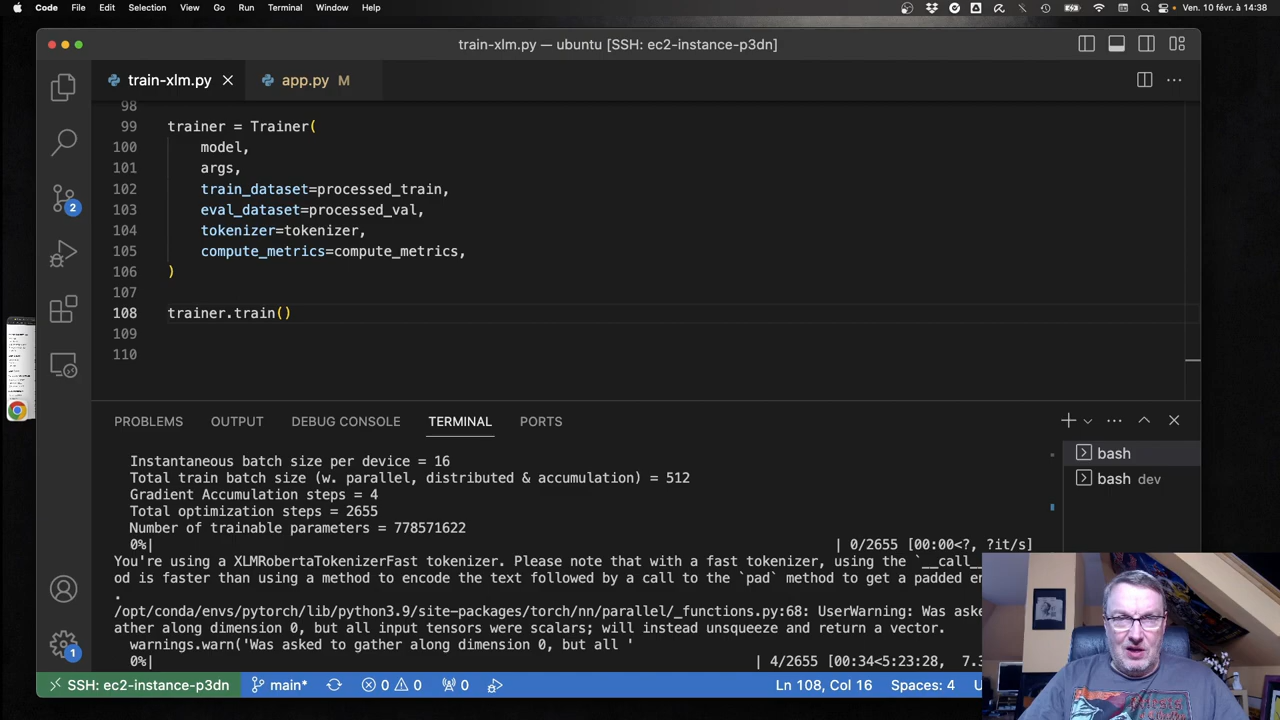 Code File Edit Selection View Go Run Terminal Window Help Ven. 10 févr. à 14:38
train-xlm.py — ubuntu [SSH: ec2-instance-p3dn]
train-xlm.py app.py M
98
99 trainer = Trainer(
100 model,
101 args,
102 train_dataset=processed_train,
103 eval_dataset=processed_val,
104 tokenizer=tokenizer,
105 compute_metrics=compute_metrics,
106 )
107
108 trainer.train()
109
110
2
PROBLEMS OUTPUT DEBUG CONSOLE TERMINAL PORTS
bash
bash dev
Instantaneous batch size per device = 16
Total train batch size (w. parallel, distributed & accumulation) = 512
Gradient Accumulation steps = 4
Total optimization steps = 2655
Number of trainable parameters = 778571622
0%| | 0/2655 [00:00<?, ?it/s]
You're using a XLMRobertaTokenizerFast tokenizer. Please note that with a fast tokenizer, using the `__call__
od is faster than using a method to encode the text followed by a call to the `pad` method to get a padded en
.
/opt/conda/envs/pytorch/lib/python3.9/site-packages/torch/nn/parallel/_functions.py:68: UserWarning: Was aske
ather along dimension 0, but all input tensors were scalars; will instead unsqueeze and return a vector.
warnings.warn('Was asked to gather along dimension 0, but all '
0%| | 4/2655 [00:34<5:23:28, 7.3
1
SSH: ec2-instance-p3dn main* 0 0 0 Ln 108, Col 16 Spaces: 4 U